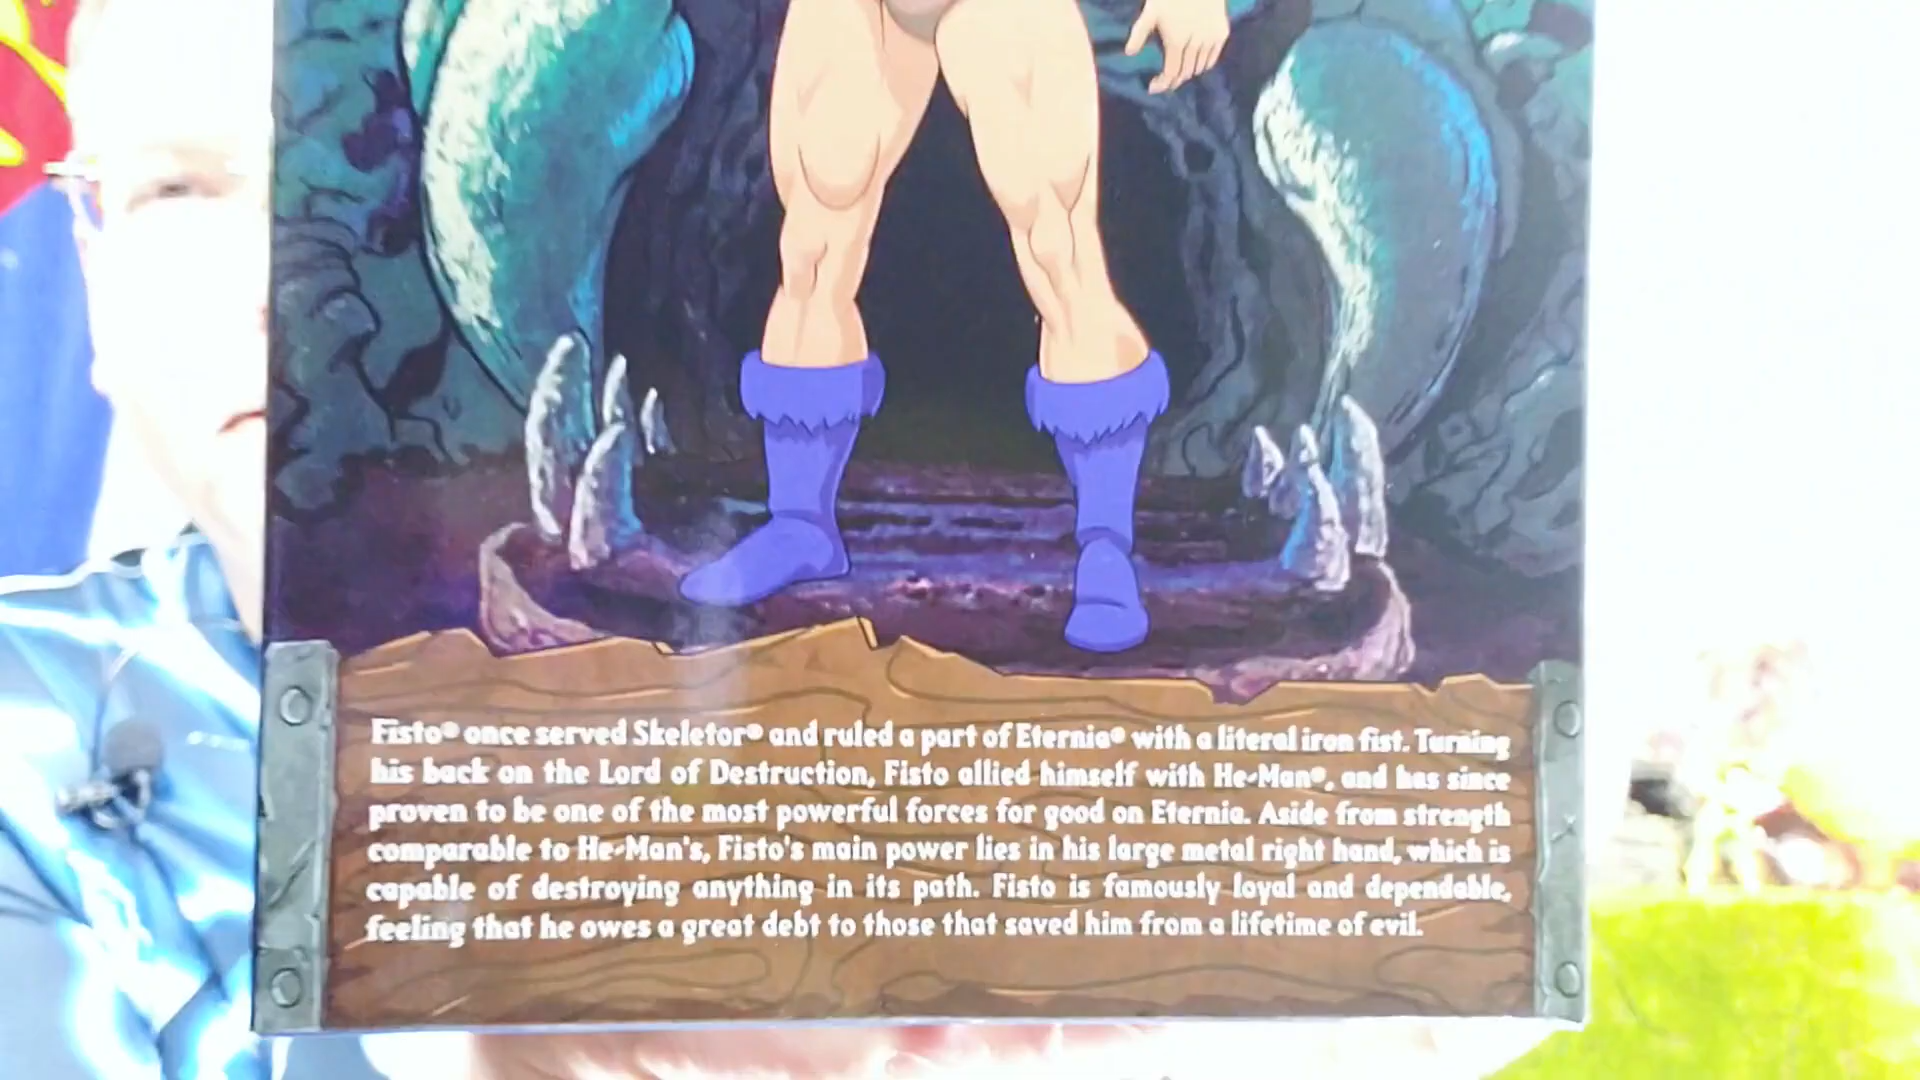 Fisto® once served Skeletor® and ruled a part of Eternia® with a literal iron fist. Turning
his back on the Lord of Destruction, Fisto allied himself with He-Man®, and has since
proven to be one of the most powerful forces for good on Eternia. Aside from strength
comparable to He-Man's, Fisto's main power lies in his large metal right hand, which is
capable of destroying anything in its path. Fisto is famously loyal and dependable,
feeling that he owes a great debt to those that saved him from a lifetime of evil.